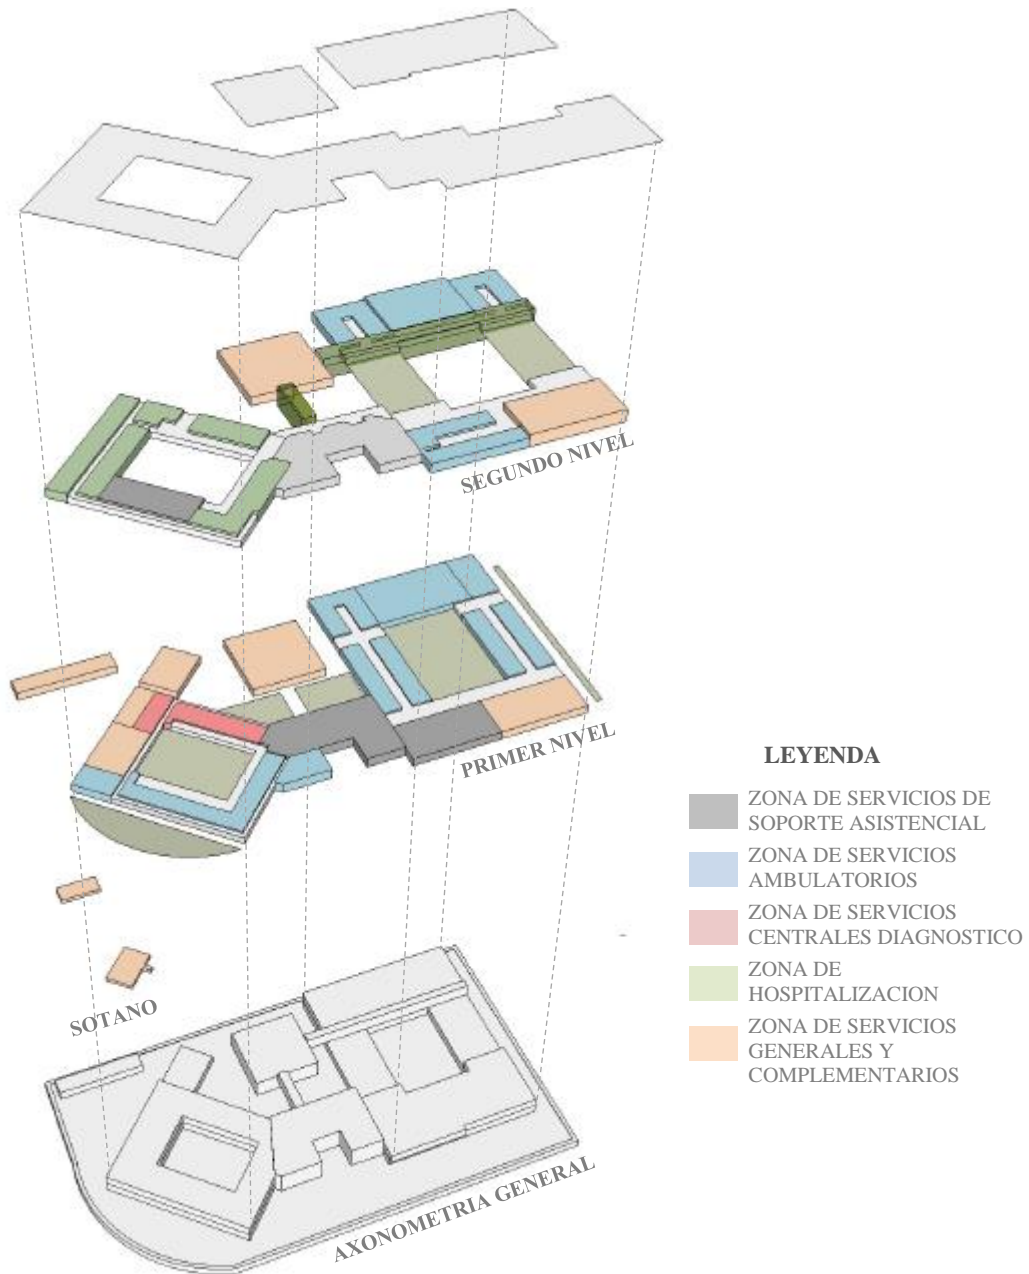 SEGUNDO NIVEL
PRIMER NIVEL
LEYENDA
ZONA DE SERVICIOS DE
SOPORTE ASISTENCIAL
ZONA DE SERVICIOS
AMBULATORIOS
ZONA DE SERVICIOS
CENTRALES DIAGNOSTICO
ZONA DE
HOSPITALIZACION
ZONA DE SERVICIOS
GENERALES Y
COMPLEMENTARIOS
SOTANO
AXONOMETRIA GENERAL